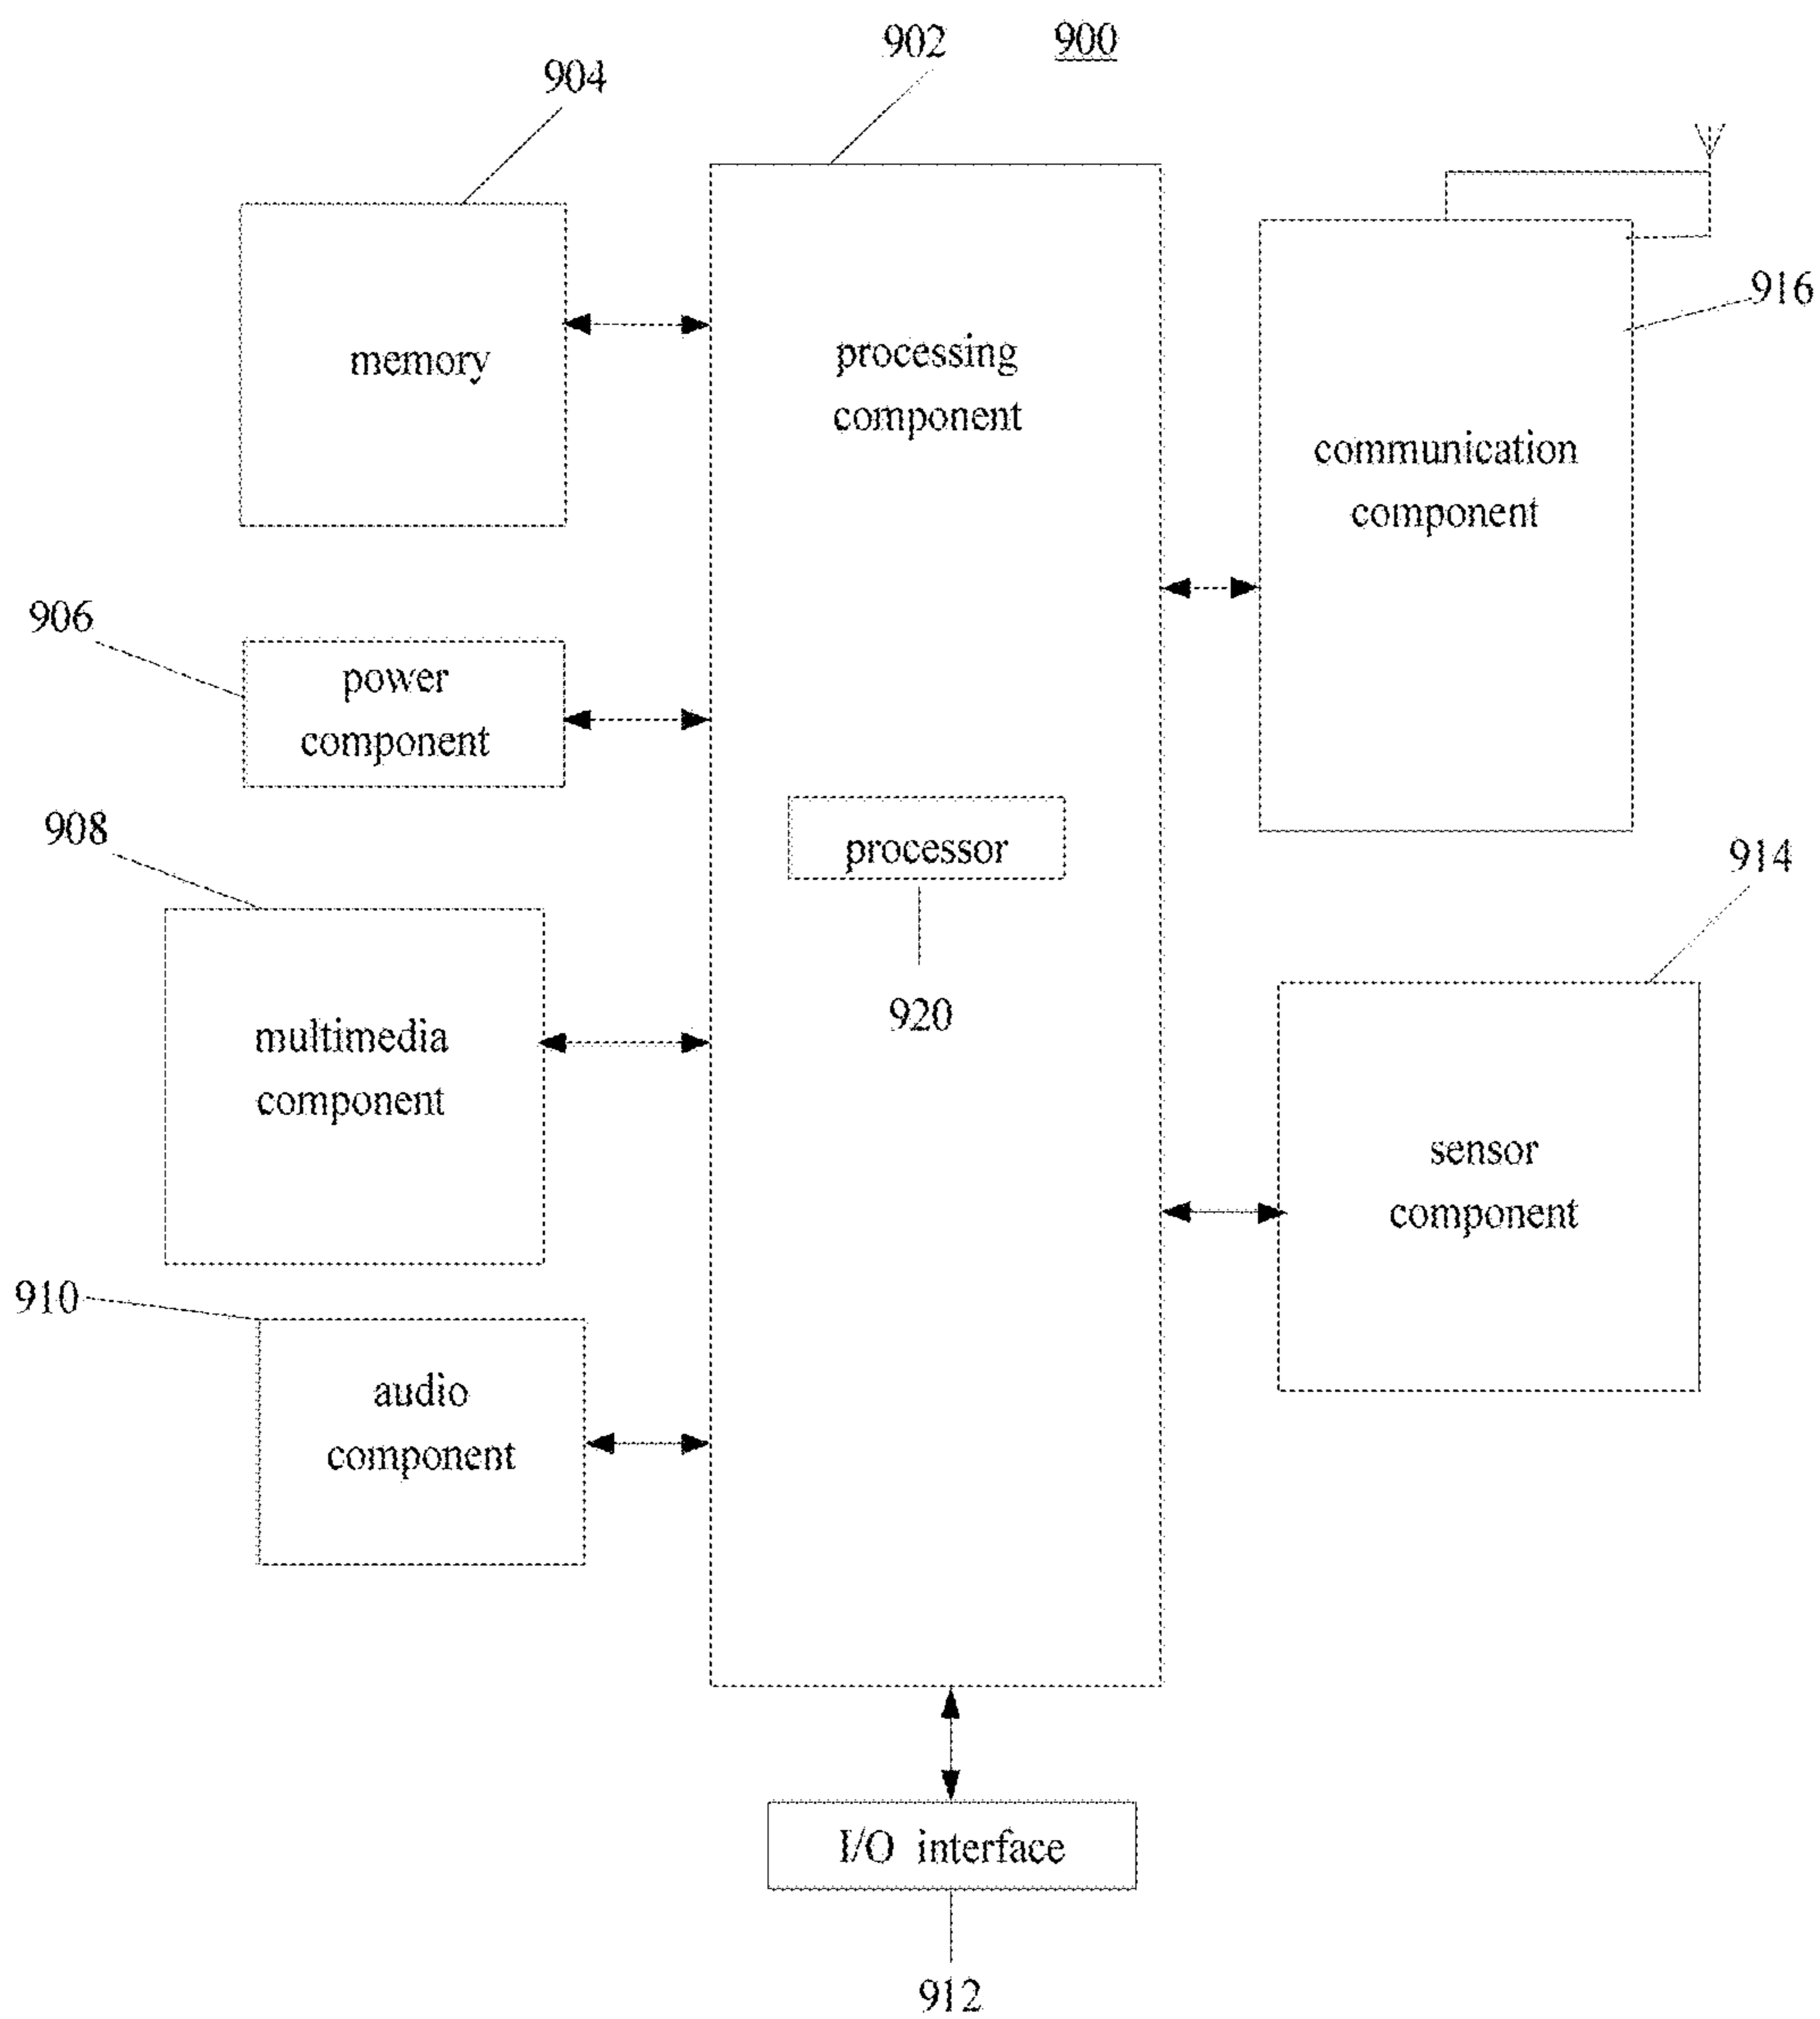 902
900
904
916
memory
processing
component
communication
component
906
power
component
908
processor
914
920
multimedia
component
sensor
component
910
audio
component
I/O interface
912